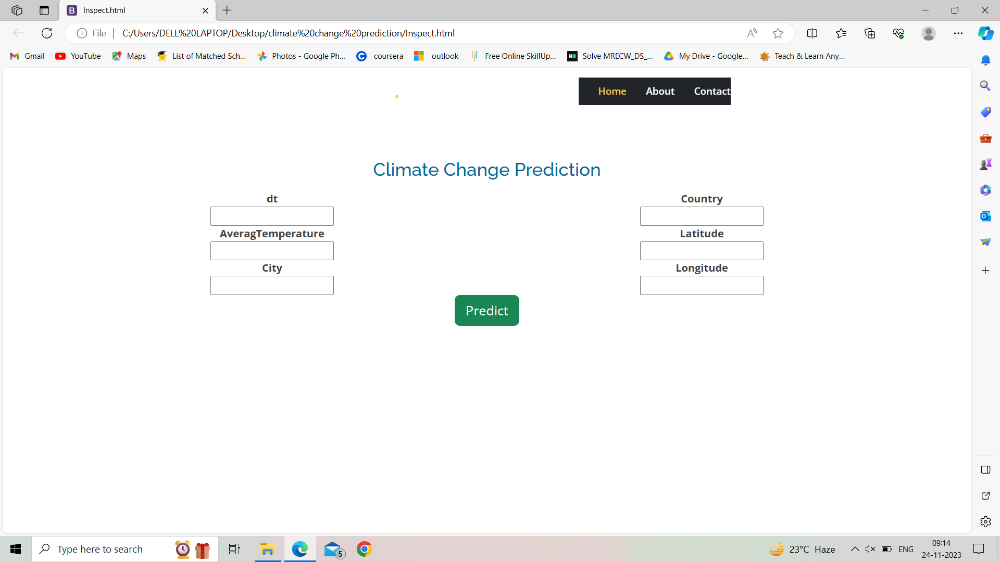 Inspect.html
File
C:/Users/DELL%20LAPTOP/Desktop/climate%20change%20prediction/Inspect.html
Gmail YouTube Maps List of Matched Sch... Photos - Google Ph... coursera outlook Free Online SkillUp... Solve MRECW_DS_... My Drive - Google... Teach & Learn Any...
Home About Contact
Climate Change Prediction
dt Country
AveragTemperature Latitude
City Longitude
Predict
Type here to search
5
23°C Haze
ENG
09:14
24-11-2023